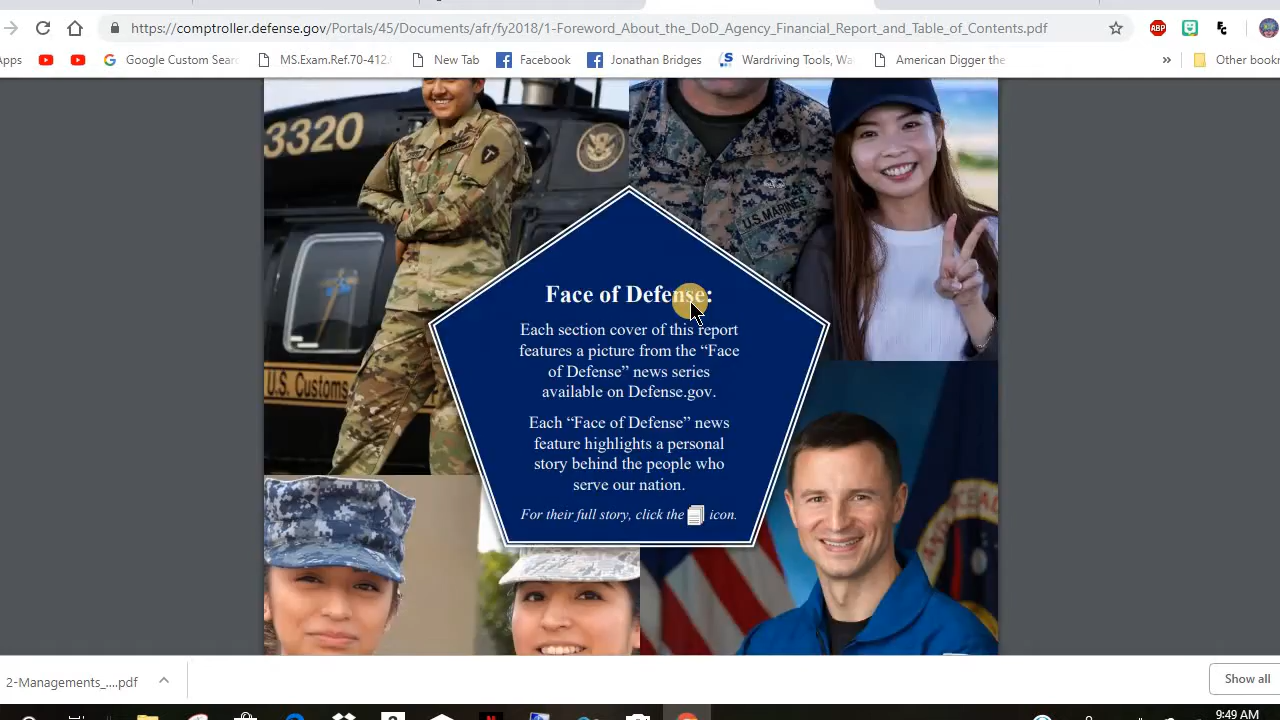 https://comptroller.defense.gov/Portals/45/Documents/afr/fy2018/1-Foreword_About_the_DoD_Agency_Financial_Report_and_Table_of_Contents.pdf
ABP
Apps
Google Custom Sear
MS.Exam.Ref.70-412.
New Tab
Facebook
Jonathan Bridges
Wardriving Tools, Wa
American Digger the
»
Other bookr
3320
U.S. MARINES
U.S. Customs
Face of Defense:
Each section cover of this report
features a picture from the “Face
of Defense” news series
available on Defense.gov.
Each “Face of Defense” news
feature highlights a personal
story behind the people who
serve our nation.
For their full story, click the icon.
2-Managements_....pdf
Show all
9:49 AM